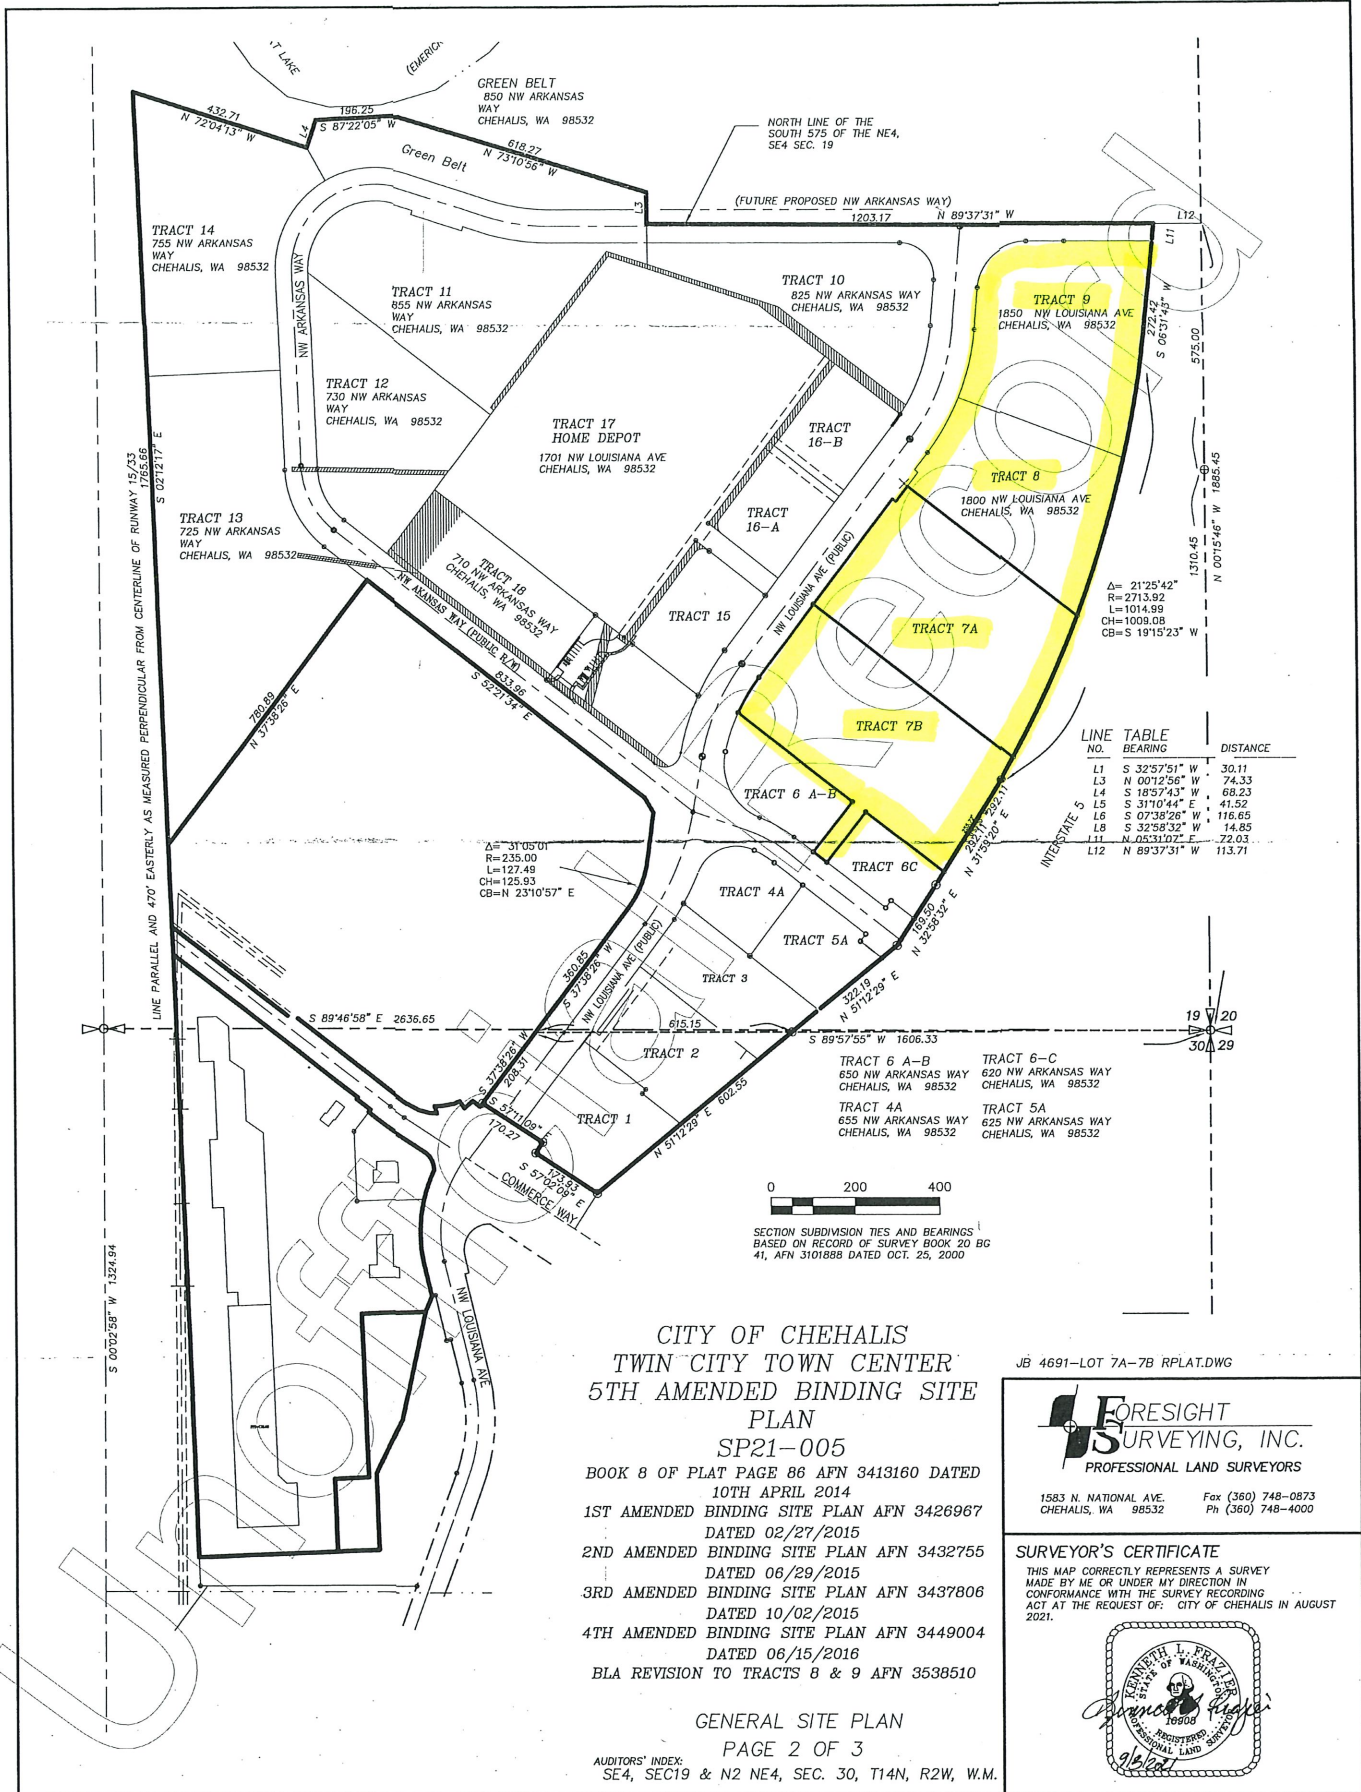 T LAKE
(EMERICK
GREEN BELT
850 NW ARKANSAS
WAY
CHEHALIS, WA 98532
432.71
N 72°04'13" W
L4
196.25
S 87°22'05" W
618.27
N 73°10'56" W
Green Belt
L3
NORTH LINE OF THE
SOUTH 575 OF THE NE4,
SE4 SEC. 19
(FUTURE PROPOSED NW ARKANSAS WAY)
1203.17 N 89°37'31" W
L12
L11
TRACT 14
755 NW ARKANSAS
WAY
CHEHALIS, WA 98532
NW ARKANSAS WAY
TRACT 11
855 NW ARKANSAS
WAY
CHEHALIS, WA 98532
TRACT 10
825 NW ARKANSAS WAY
CHEHALIS, WA 98532
TRACT 9
1850 NW LOUISIANA AVE
CHEHALIS, WA 98532
272.42
S 06°31'43" W
575.00
TRACT 12
730 NW ARKANSAS
WAY
CHEHALIS, WA 98532
TRACT 17
HOME DEPOT
1701 NW LOUISIANA AVE
CHEHALIS, WA 98532
TRACT
16-B
TRACT
16-A
TRACT 8
1800 NW LOUISIANA AVE
CHEHALIS, WA 98532
LINE PARALLEL AND 470' EASTERLY AS MEASURED PERPENDICULAR FROM CENTERLINE OF RUNWAY 15/33
1765.66
S 02°12'17" E
TRACT 13
725 NW ARKANSAS
WAY
CHEHALIS, WA 98532
TRACT 18
710 NW ARKANSAS WAY
CHEHALIS, WA
98532
NW AKANSAS WAY (PUBLIC R/W)
833.96
S 52°21'34" E
TRACT 15
NW LOUISIANA AVE (PUBLIC)
TRACT 7A
TRACT 7B
1310.45
N 00°15'46" W 1885.45
Δ= 21°25'42"
R=2713.92
L=1014.99
CH=1009.08
CB=S 19°15'23" W
780.89
N 37°38'26" E
LINE TABLE
NO. BEARING DISTANCE
L1 S 32°57'51" W 30.11
L3 N 00°12'56" W 74.33
L4 S 18°57'43" W 68.23
L5 S 31°10'44" E 41.52
L6 S 07°38'26" W 116.65
L8 S 32°58'32" W 14.85
L11 N 05°31'07" E 72.03
L12 N 89°37'31" W 113.71
TRACT 6 A-B
TRACT 6C
292.11
N 31°59'20" E
INTERSTATE 5
Δ= 31°05'01"
R=235.00
L=127.49
CH=125.93
CB=N 23°10'57" E
TRACT 4A
TRACT 5A
TRACT 3
169.50
N 32°58'32" E
322.19
N 51°12'29" E
360.85
S 37°38'26" W
NW LOUISIANA AVE (PUBLIC)
S 89°46'58" E 2636.65
615.15
S 89°57'55" W 1606.33
19 20
30 29
TRACT 2
TRACT 1
S 37°38'26" W
208.31
S 57°11'09" E
170.27
173.93
S 57°02'09" E
COMMERCE WAY
N 51°12'29" E 602.55
TRACT 6 A-B
650 NW ARKANSAS WAY
CHEHALIS, WA 98532
TRACT 6-C
620 NW ARKANSAS WAY
CHEHALIS, WA 98532
TRACT 4A
655 NW ARKANSAS WAY
CHEHALIS, WA 98532
TRACT 5A
625 NW ARKANSAS WAY
CHEHALIS, WA 98532
0 200 400
SECTION SUBDIVISION TIES AND BEARINGS
BASED ON RECORD OF SURVEY BOOK 20 BG
41, AFN 3101888 DATED OCT. 25, 2000
S 00°02'58" W 1324.94
NW LOUISIANA AVE
CITY OF CHEHALIS
TWIN CITY TOWN CENTER
5TH AMENDED BINDING SITE
PLAN
SP21-005
BOOK 8 OF PLAT PAGE 86 AFN 3413160 DATED
10TH APRIL 2014
1ST AMENDED BINDING SITE PLAN AFN 3426967
DATED 02/27/2015
2ND AMENDED BINDING SITE PLAN AFN 3432755
DATED 06/29/2015
3RD AMENDED BINDING SITE PLAN AFN 3437806
DATED 10/02/2015
4TH AMENDED BINDING SITE PLAN AFN 3449004
DATED 06/15/2016
BLA REVISION TO TRACTS 8 & 9 AFN 3538510
GENERAL SITE PLAN
PAGE 2 OF 3
AUDITORS' INDEX:
SE4, SEC19 & N2 NE4, SEC. 30, T14N, R2W, W.M.
JB 4691-LOT 7A-7B RPLAT.DWG
FORESIGHT
SURVEYING, INC.
PROFESSIONAL LAND SURVEYORS
1583 N. NATIONAL AVE. Fax (360) 748-0873
CHEHALIS, WA 98532 Ph (360) 748-4000
SURVEYOR'S CERTIFICATE
THIS MAP CORRECTLY REPRESENTS A SURVEY
MADE BY ME OR UNDER MY DIRECTION IN
CONFORMANCE WITH THE SURVEY RECORDING
ACT AT THE REQUEST OF: CITY OF CHEHALIS IN AUGUST
2021.
KENNETH L. FRAZIER
STATE OF WASHINGTON
REGISTERED
PROFESSIONAL LAND SURVEYOR
Unofficial Record